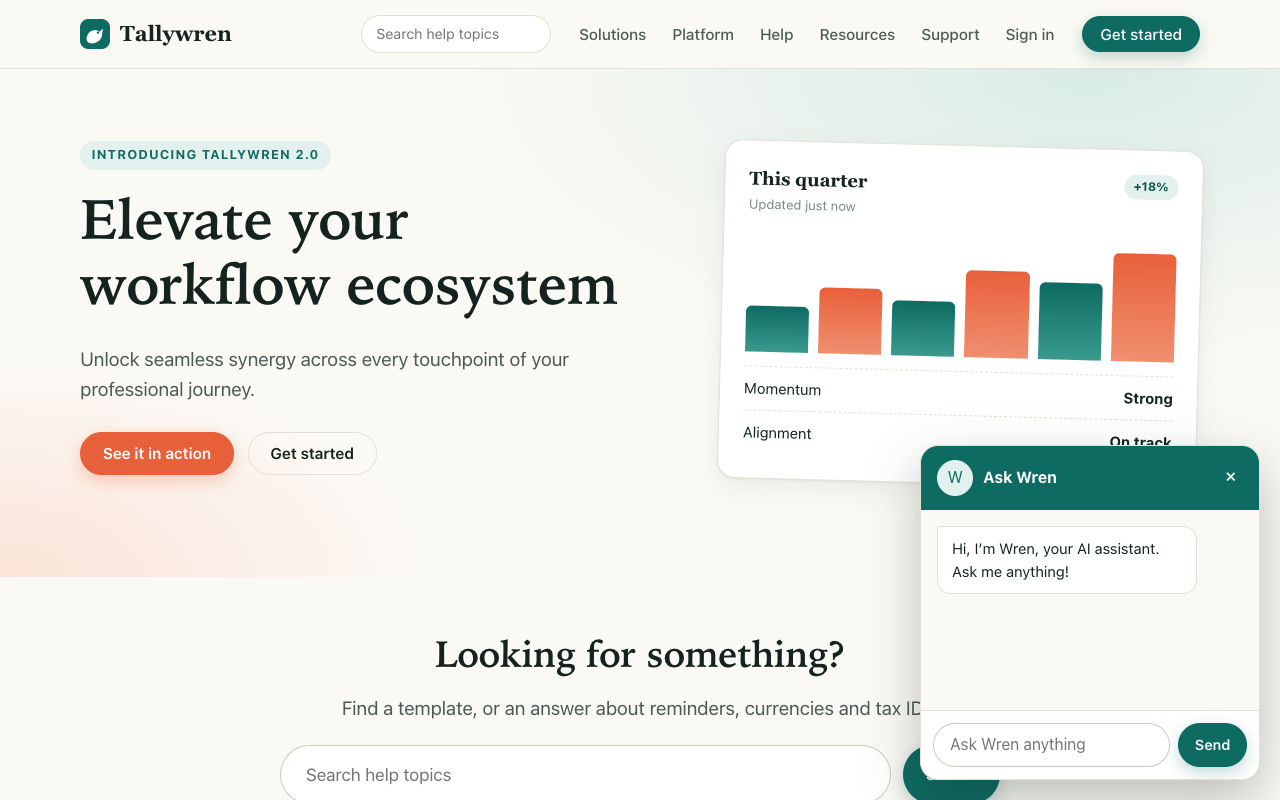 Tallywren
Search help topics
Solutions
Platform
Help
Resources
Support
Sign in
Get started
INTRODUCING TALLYWREN 2.0
Elevate your
workflow ecosystem
Unlock seamless synergy across every touchpoint of your
professional journey.
See it in action
Get started
This quarter
Updated just now
+18%
Momentum
Strong
Alignment
On track
Looking for something?
Find a template, or an answer about reminders, currencies and tax
Search help topics
W
Ask Wren
×
Hi, I’m Wren, your AI assistant.
Ask me anything!
Ask Wren anything
Send